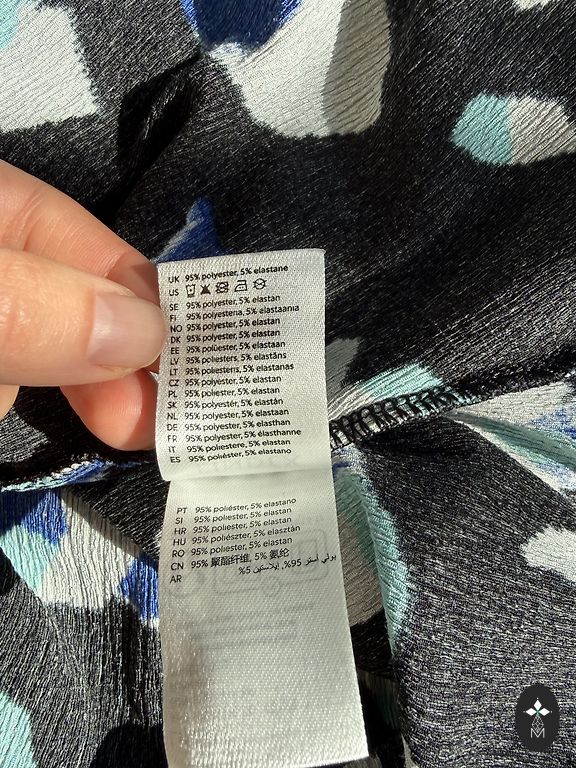 UK 95% polyester, 5% elastane
US
SE 95% polyester, 5% elastan
FI 95% polyesteria, 5% elastaania
NO 95% polyester, 5% elastan
DK 95% polyester, 5% elastan
EE 95% polüester, 5% elastaan
LV 95% poliesters, 5% elastāns
LT 95% poliesteris, 5% elastanas
CZ 95% polyester, 5% elastan
PL 95% poliester, 5% elastan
SK 95% polyester, 5% elastan
NL 95% polyester, 5% elastaan
DE 95% polyester, 5% elasthan
FR 95% polyester, 5% élasthanne
IT 95% poliestere, 5% elastan
ES 95% poliéster, 5% elastano
PT 95% poliéster, 5% elastano
SI 95% poliester, 5% elastan
HR 95% poliester, 5% elastan
HU 95% poliészter, 5% elasztán
RO 95% poliester, 5% elastan
CN 95% 聚酯纤维, 5% 氨纶
AR بولي أستر 95%, إيلاستين 5%
M